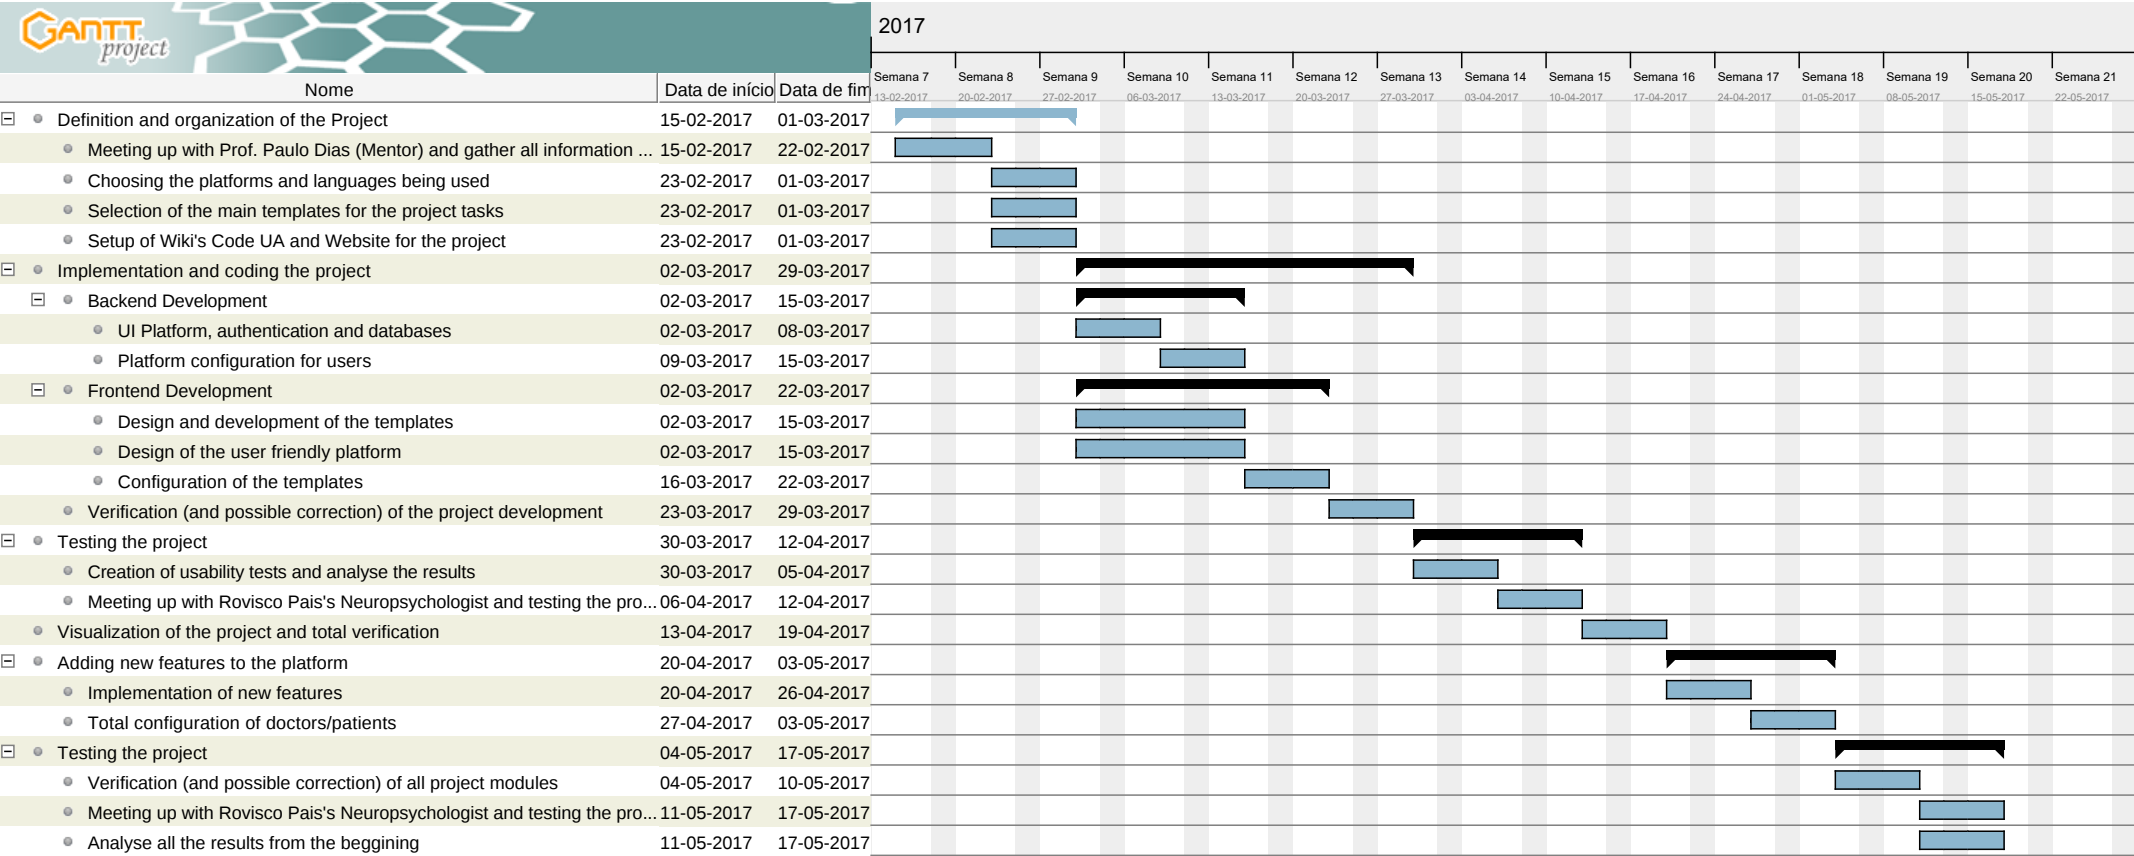 GANTT
project
2017
Semana 7 Semana 8 Semana 9 Semana 10 Semana 11 Semana 12 Semana 13 Semana 14 Semana 15 Semana 16 Semana 17 Semana 18 Semana 19 Semana 20 Semana 21
Nome Data de início Data de fim
13-02-2017 20-02-2017 27-02-2017 06-03-2017 13-03-2017 20-03-2017 27-03-2017 03-04-2017 10-04-2017 17-04-2017 24-04-2017 01-05-2017 08-05-2017 15-05-2017 22-05-2017
Definition and organization of the Project 15-02-2017 01-03-2017
Meeting up with Prof. Paulo Dias (Mentor) and gather all information ... 15-02-2017 22-02-2017
Choosing the platforms and languages being used 23-02-2017 01-03-2017
Selection of the main templates for the project tasks 23-02-2017 01-03-2017
Setup of Wiki's Code UA and Website for the project 23-02-2017 01-03-2017
Implementation and coding the project 02-03-2017 29-03-2017
Backend Development 02-03-2017 15-03-2017
UI Platform, authentication and databases 02-03-2017 08-03-2017
Platform configuration for users 09-03-2017 15-03-2017
Frontend Development 02-03-2017 22-03-2017
Design and development of the templates 02-03-2017 15-03-2017
Design of the user friendly platform 02-03-2017 15-03-2017
Configuration of the templates 16-03-2017 22-03-2017
Verification (and possible correction) of the project development 23-03-2017 29-03-2017
Testing the project 30-03-2017 12-04-2017
Creation of usability tests and analyse the results 30-03-2017 05-04-2017
Meeting up with Rovisco Pais's Neuropsychologist and testing the pro... 06-04-2017 12-04-2017
Visualization of the project and total verification 13-04-2017 19-04-2017
Adding new features to the platform 20-04-2017 03-05-2017
Implementation of new features 20-04-2017 26-04-2017
Total configuration of doctors/patients 27-04-2017 03-05-2017
Testing the project 04-05-2017 17-05-2017
Verification (and possible correction) of all project modules 04-05-2017 10-05-2017
Meeting up with Rovisco Pais's Neuropsychologist and testing the pro... 11-05-2017 17-05-2017
Analyse all the results from the beggining 11-05-2017 17-05-2017